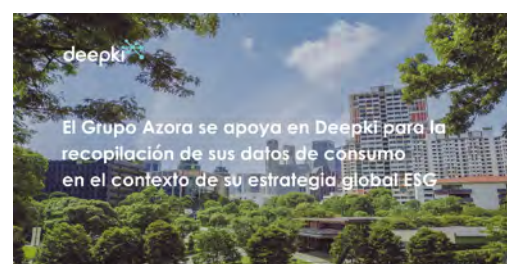 deepki
El Grupo Azora se apoya en Deepki para la
recopilación de sus datos de consumo
en el contexto de su estrategia global ESG